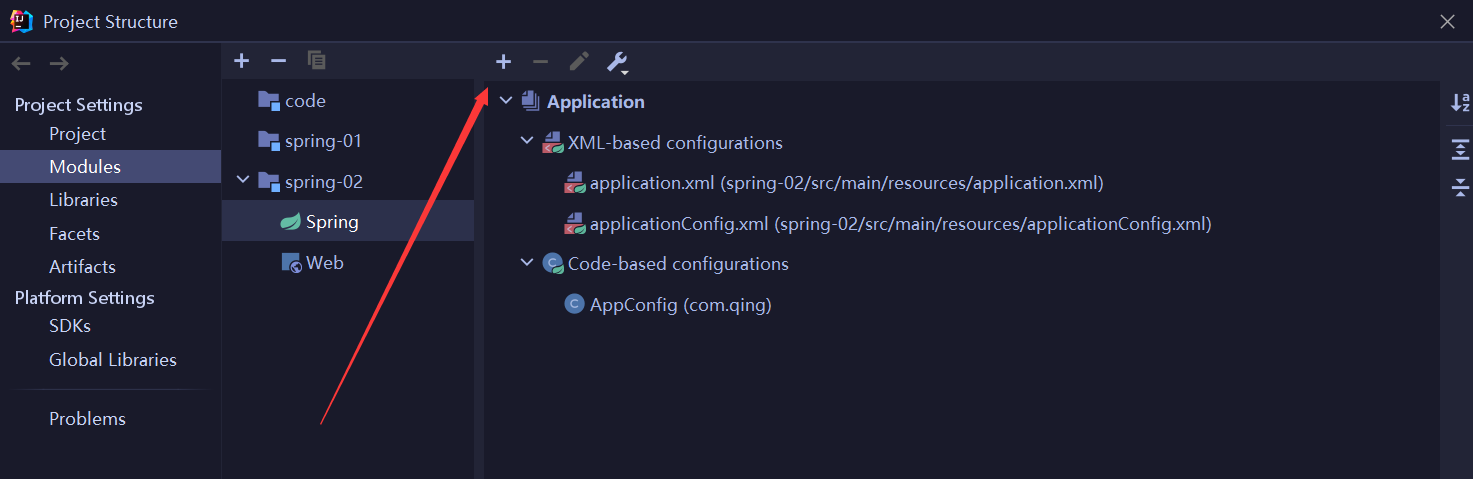 Project Structure
Project Settings
Project
Modules
Libraries
Facets
Artifacts
Platform Settings
SDKs
Global Libraries
Problems
code
spring-01
spring-02
Spring
Web
Application
XML-based configurations
application.xml (spring-02/src/main/resources/application.xml)
applicationConfig.xml (spring-02/src/main/resources/applicationConfig.xml)
Code-based configurations
AppConfig (com.qing)